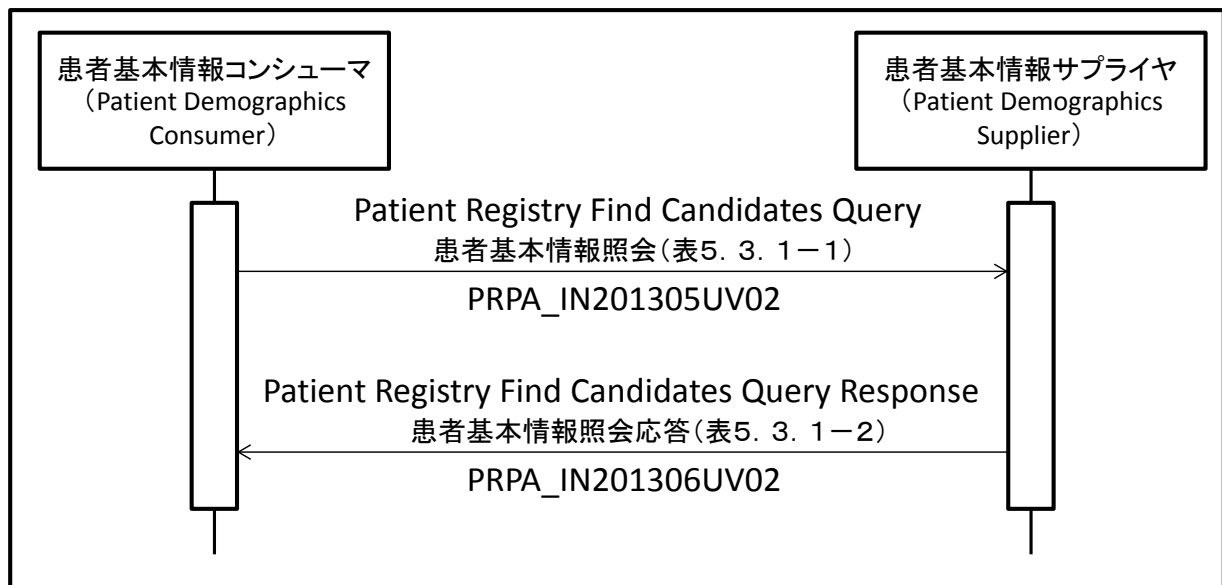 患者基本情報コンシューマ
（Patient Demographics
Consumer）
患者基本情報サプライヤ
（Patient Demographics
Supplier）
Patient Registry Find Candidates Query
患者基本情報照会（表５．３．１－１）
PRPA_IN201305UV02
Patient Registry Find Candidates Query Response
患者基本情報照会応答（表５．３．１－２）
PRPA_IN201306UV02